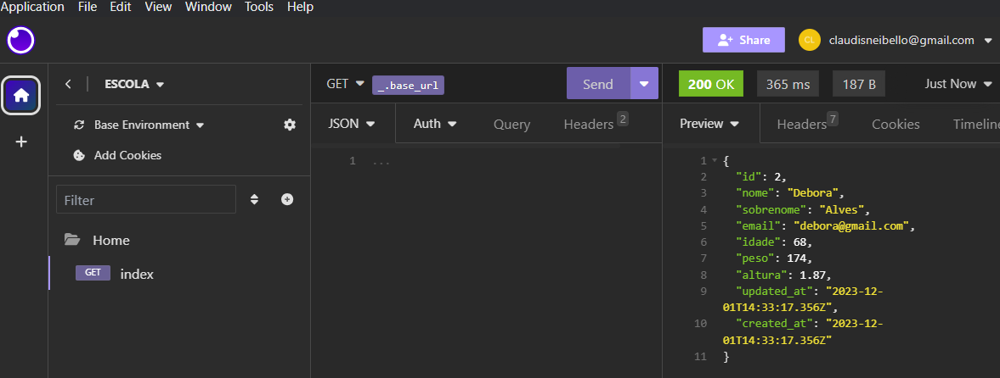 Application File Edit View Window Tools Help
Share CL claudisneibello@gmail.com
ESCOLA
Base Environment
Add Cookies
Filter
Home
GET index
GET _.base_url Send
JSON Auth Query Headers 2
1 ...
200 OK 365 ms 187 B Just Now
Preview Headers 7 Cookies Timeline
1 {
2 "id": 2,
3 "nome": "Debora",
4 "sobrenome": "Alves",
5 "email": "debora@gmail.com",
6 "idade": 68,
7 "peso": 174,
8 "altura": 1.87,
9 "updated_at": "2023-12-
01T14:33:17.356Z",
10 "created_at": "2023-12-
01T14:33:17.356Z"
11 }